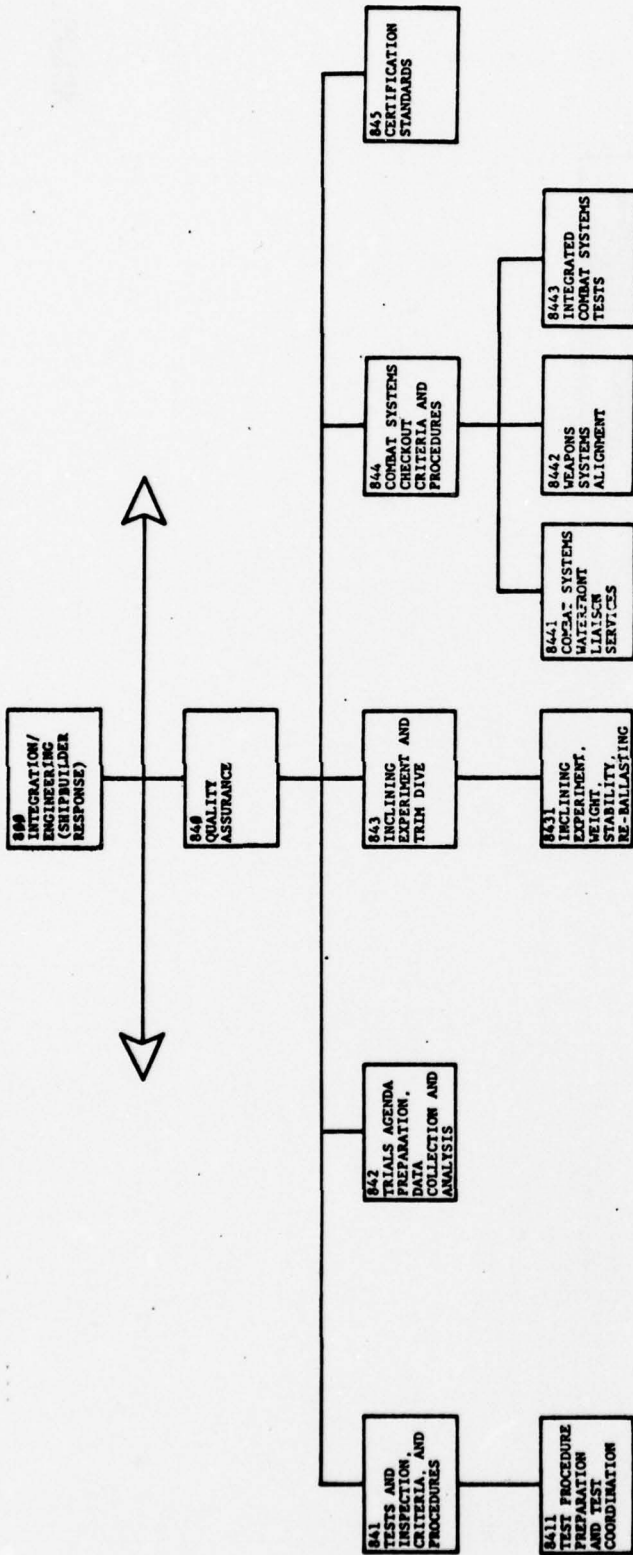 800
INTEGRATION/
ENGINEERING
(SHIPBUILDER
RESPONSE)
840
QUALITY
ASSURANCE
841
TESTS AND
INSPECTION,
CRITERIA, AND
PROCEDURES
842
TRIALS AGENDA
PREPARATION,
DATA
COLLECTION AND
ANALYSIS
843
INCLINING
EXPERIMENT AND
TRIM DIVE
844
COMBAT SYSTEMS
CHECKOUT
CRITERIA AND
PROCEDURES
845
CERTIFICATION
STANDARDS
8411
TEST PROCEDURE
PREPARATION
AND TEST
COORDINATION
8431
INCLINING
EXPERIMENT,
WEIGHT,
STABILITY,
RE-BALLASTING
8441
COMBAT SYSTEMS
WATERFRONT
LIAISON
SERVICES
8442
WEAPONS
SYSTEMS
ALIGNMENT
8443
INTEGRATED
COMBAT SYSTEMS
TESTS